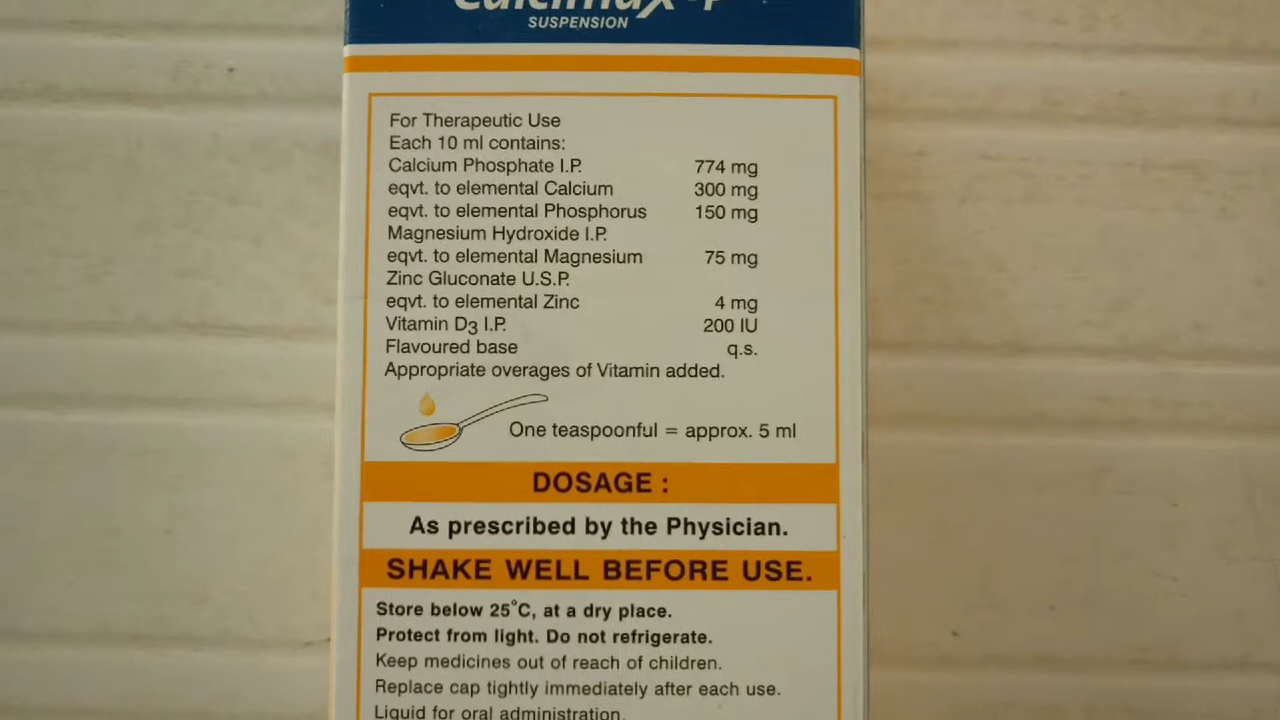 Calcimax-P
SUSPENSION
For Therapeutic Use
Each 10 ml contains:
Calcium Phosphate I.P. 774 mg
eqvt. to elemental Calcium 300 mg
eqvt. to elemental Phosphorus 150 mg
Magnesium Hydroxide I.P.
eqvt. to elemental Magnesium 75 mg
Zinc Gluconate U.S.P.
eqvt. to elemental Zinc 4 mg
Vitamin D3 I.P. 200 IU
Flavoured base q.s.
Appropriate overages of Vitamin added.
One teaspoonful = approx. 5 ml
DOSAGE :
As prescribed by the Physician.
SHAKE WELL BEFORE USE.
Store below 25°C, at a dry place.
Protect from light. Do not refrigerate.
Keep medicines out of reach of children.
Replace cap tightly immediately after each use.
Liquid for oral administration.